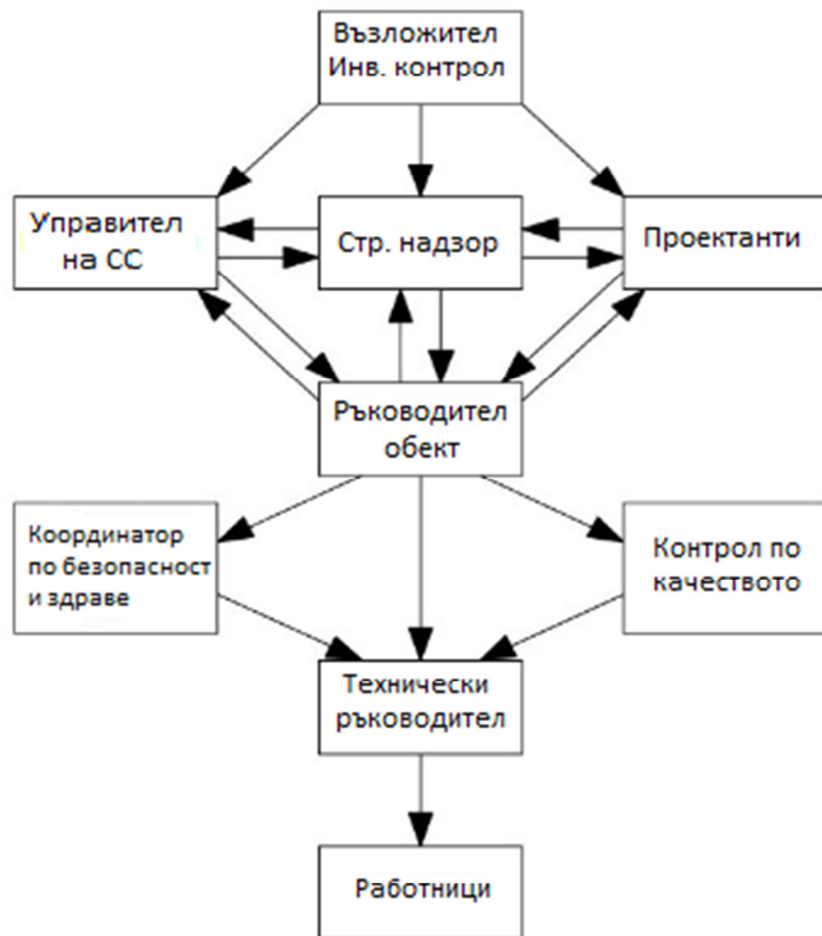 Възложител
Инв. контрол
Управител
на СС
Стр. надзор
Проектанти
Ръководител
обект
Координатор
по безопасност
и здраве
Контрол по
качеството
Технически
ръководител
Работници